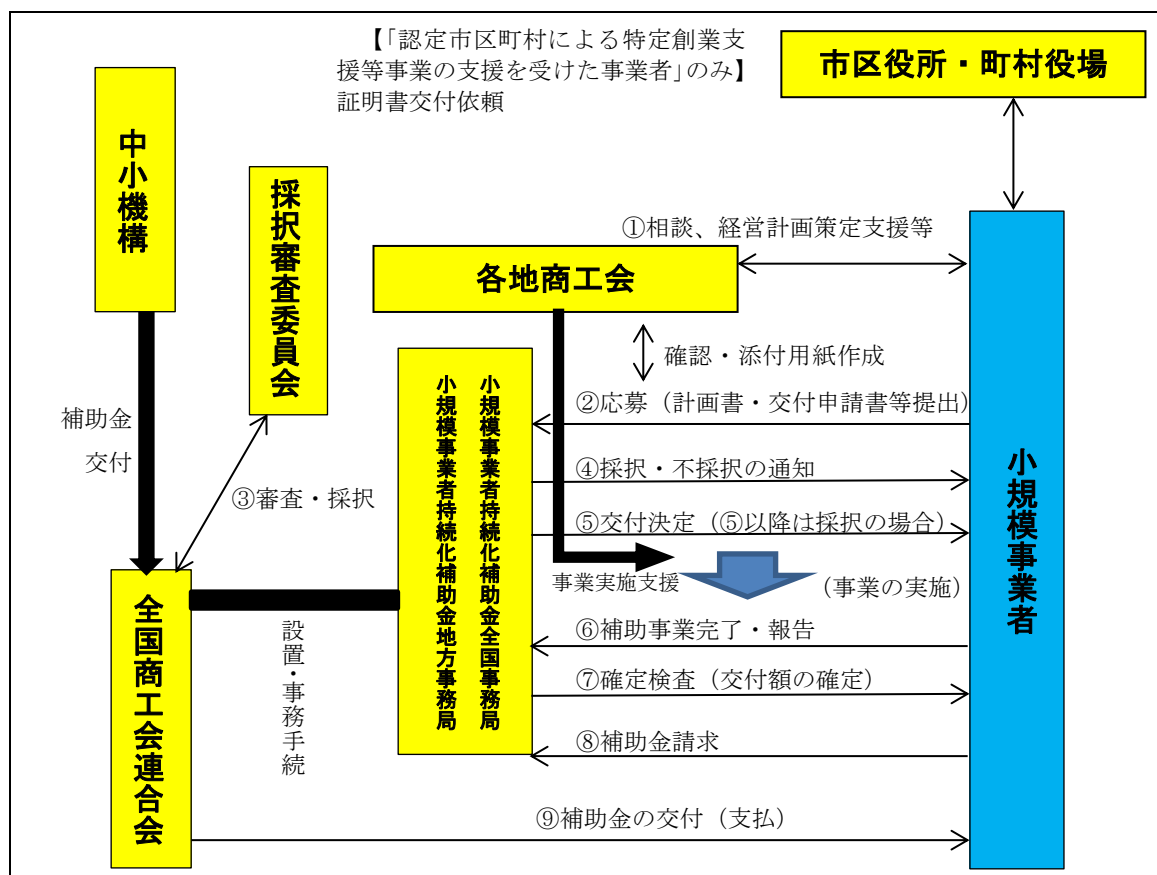 【「認定市区町村による特定創業支
援等事業の支援を受けた事業者」のみ】
証明書交付依頼
市区役所・町村役場
中小機構
採択審査委員会
①相談、経営計画策定支援等
各地商工会
確認・添付用紙作成
小規模事業者持続化補助金全国事務局
小規模事業者持続化補助金地方事務局
②応募（計画書・交付申請書等提出）
補助金
交付
④採択・不採択の通知
③審査・採択
⑤交付決定（⑤以降は採択の場合）
小規模事業者
事業実施支援
（事業の実施）
全国商工会連合会
設置・事務手続
⑥補助事業完了・報告
⑦確定検査（交付額の確定）
⑧補助金請求
⑨補助金の交付（支払）